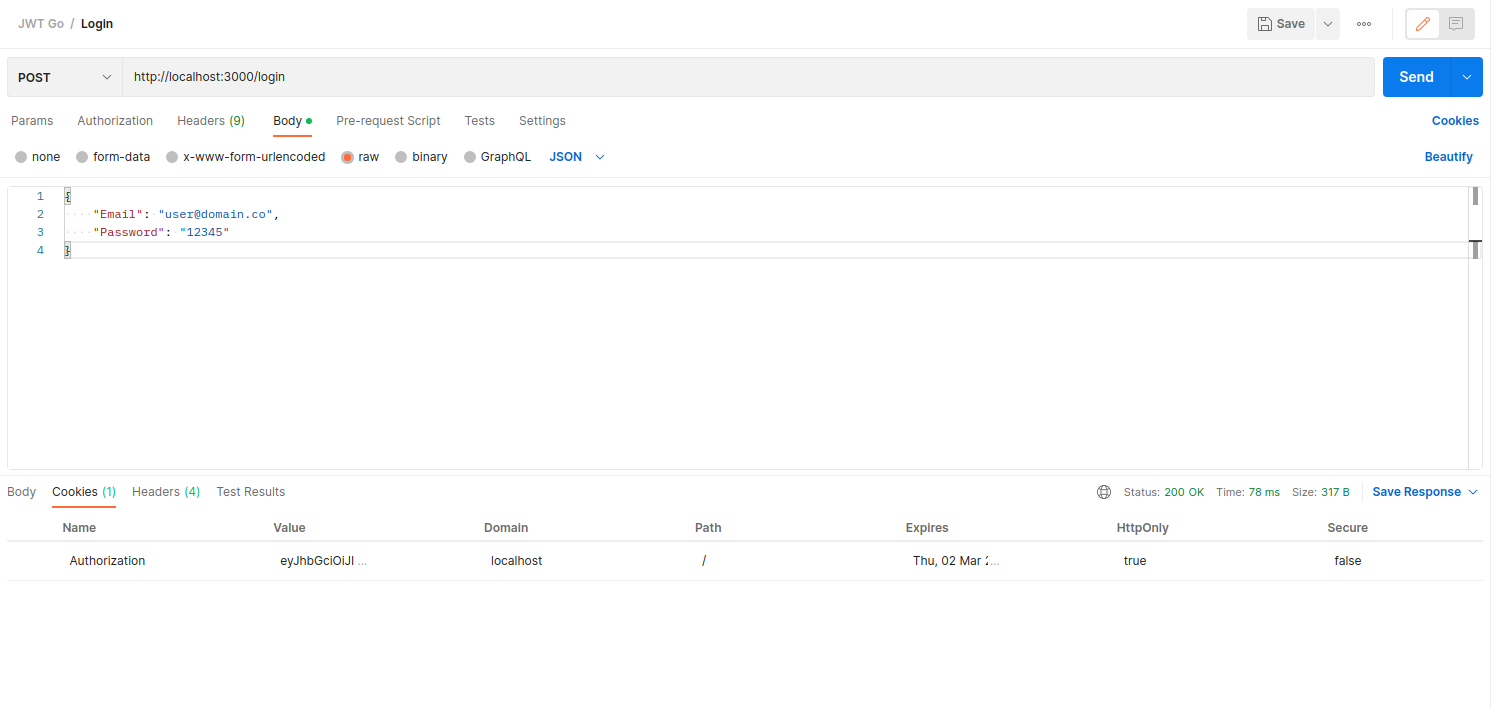 JWT Go / Login Save
POST http://localhost:3000/login Send
Params Authorization Headers (9) Body Pre-request Script Tests Settings Cookies
none form-data x-www-form-urlencoded raw binary GraphQL JSON Beautify
1 {
2 "Email": "user@domain.co",
3 "Password": "12345"
4 }
Body Cookies (1) Headers (4) Test Results Status: 200 OK Time: 78 ms Size: 317 B Save Response
Name Value Domain Path Expires HttpOnly Secure
Authorization eyJhbGciOiJI ... localhost / Thu, 02 Mar ... true false